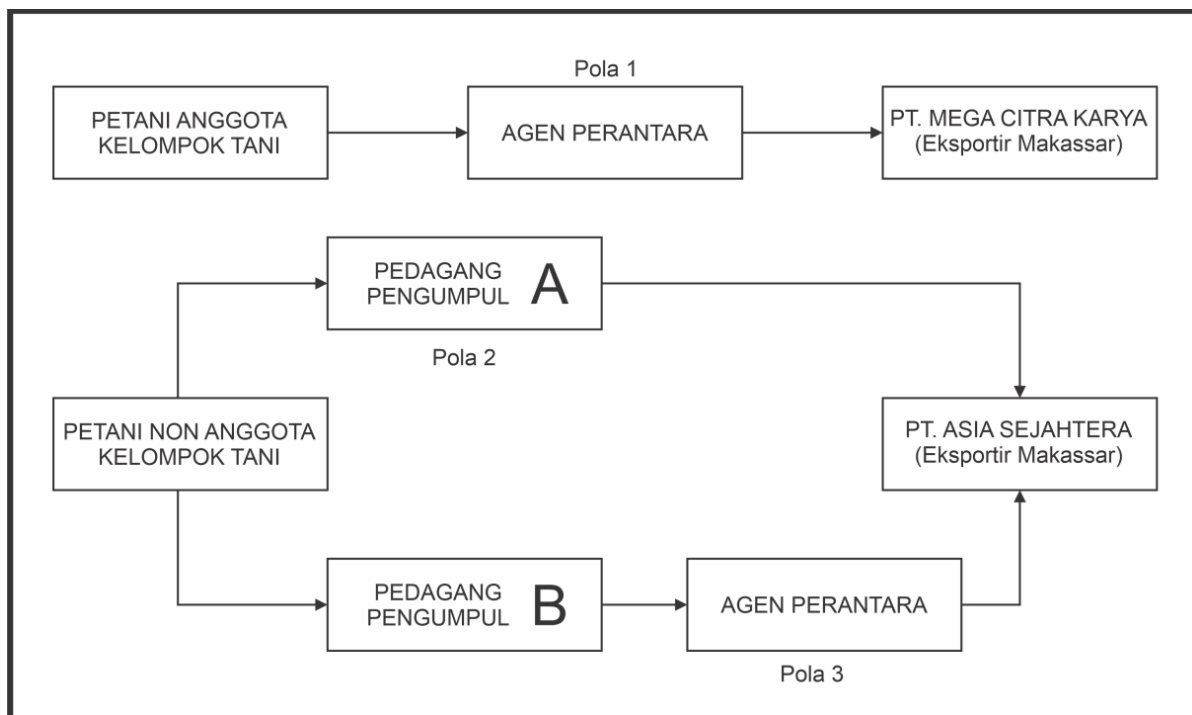 Pola 1
PETANI ANGGOTA
KELOMPOK TANI
AGEN PERANTARA
PT. MEGA CITRA KARYA
(Eksportir Makassar)
PEDAGANG
PENGUMPUL A
Pola 2
PETANI NON ANGGOTA
KELOMPOK TANI
PT. ASIA SEJAHTERA
(Eksportir Makassar)
PEDAGANG
PENGUMPUL B
AGEN PERANTARA
Pola 3